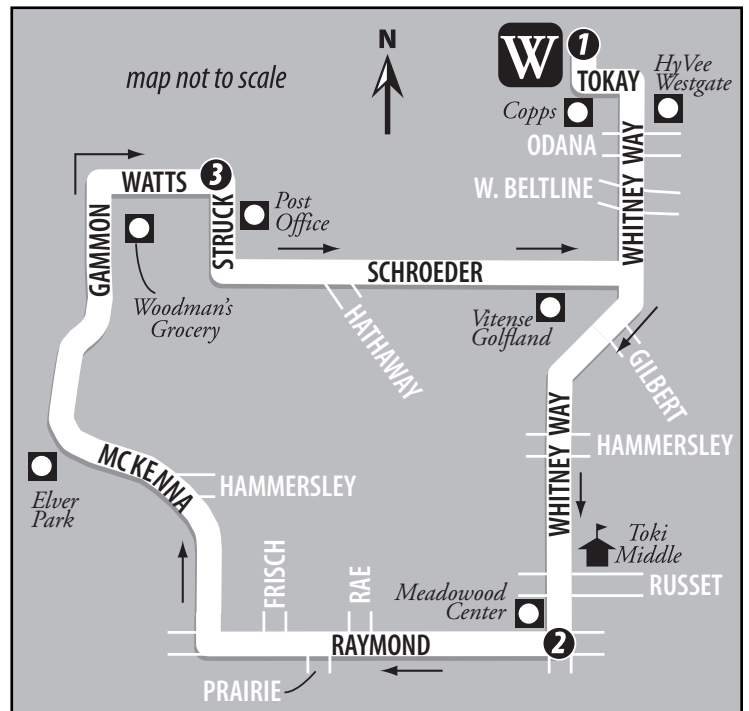 N
map not to scale
W
1
TOKAY
HyVee
Westgate
Copps
ODANA
W. BELTLINE
WHITNEY WAY
WATTS
3
STRUCK
Post
Office
GAMMON
Woodman's
Grocery
SCHROEDER
HATHAWAY
Vitense
Golfland
GILBERT
WHITNEY WAY
HAMMERSLEY
MCKENNA
HAMMERSLEY
Elver
Park
Toki
Middle
FRISCH
RAE
Meadowood
Center
RUSSET
RAYMOND
2
PRAIRIE